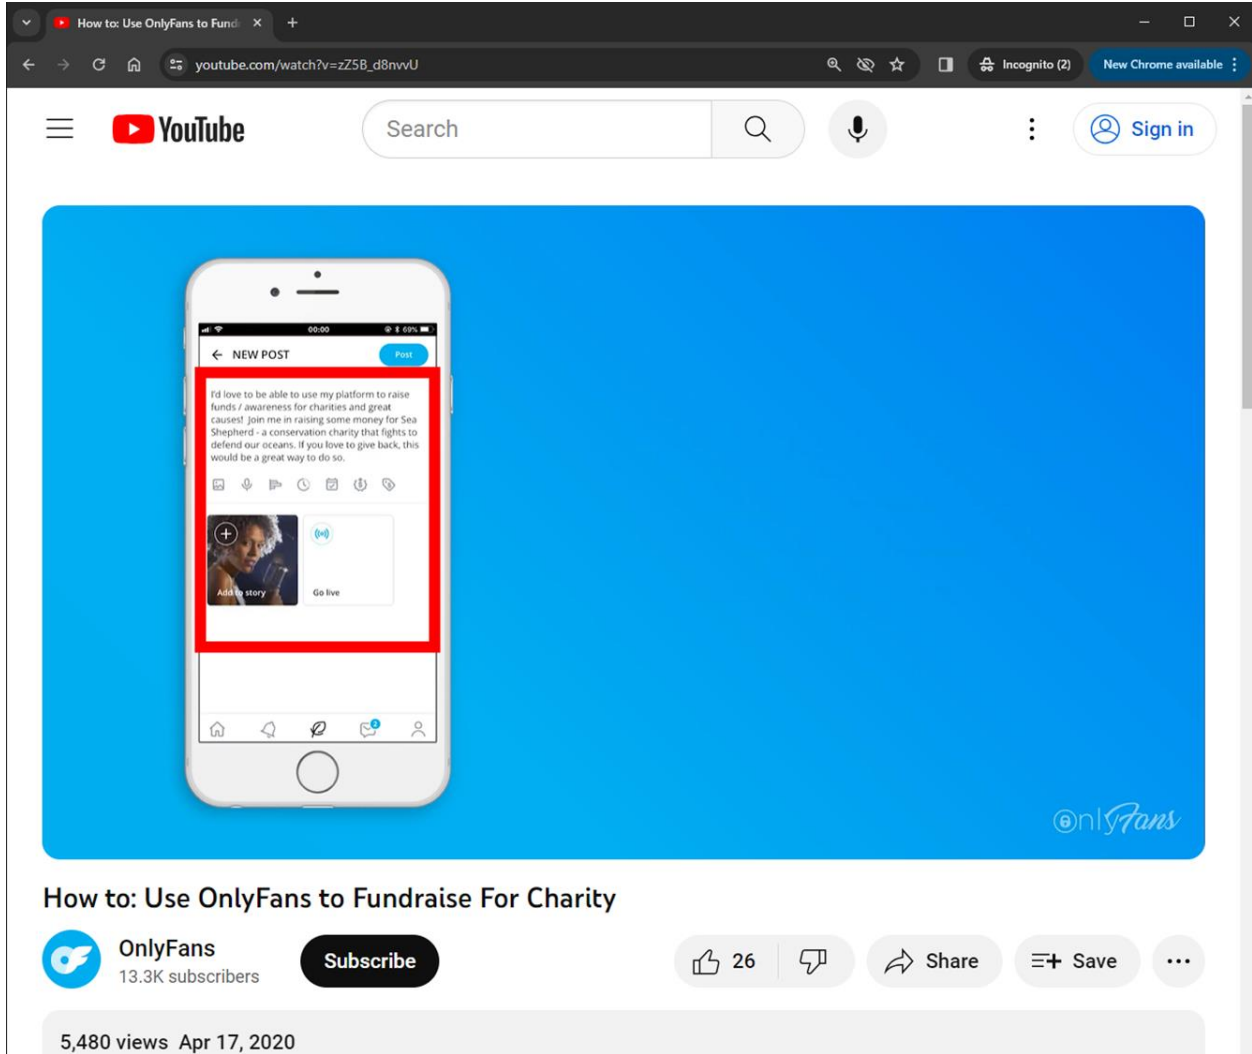 How to: Use OnlyFans to Fund
New Chrome available
youtube.com/watch?v=zZ5B_d8nvvU
Incognito (2)
YouTube
Search
Sign in
00:00
69%
NEW POST
Post
I'd love to be able to use my platform to raise
funds / awareness for charities and great
causes! Join me in raising some money for Sea
Shepherd - a conservation charity that fights to
defend our oceans. If you love to give back, this
would be a great way to do so.
Add to story
Go live
2
OnlyFans
How to: Use OnlyFans to Fundraise For Charity
OnlyFans
13.3K subscribers
Subscribe
26
Share
Save
5,480 views Apr 17, 2020